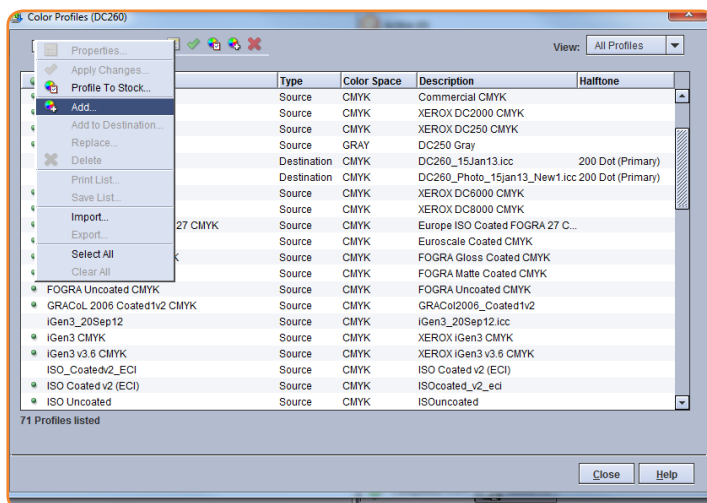 Color Profiles (DC260)
View: All Profiles
Properties...
Apply Changes...
Profile To Stock...
Add...
Add to Destination...
Replace...
Delete
Print List...
Save List...
Import...
Export...
Select All
Clear All
Type Color Space Description Halftone
Source CMYK Commercial CMYK
Source CMYK XEROX DC2000 CMYK
Source CMYK XEROX DC250 CMYK
Source GRAY DC250 Gray
Destination CMYK DC260_15Jan13.icc 200 Dot (Primary)
Destination CMYK DC260_Photo_15jan13_New1.icc 200 Dot (Primary)
Source CMYK XEROX DC6000 CMYK
Source CMYK XEROX DC8000 CMYK
27 CMYK Source CMYK Europe ISO Coated FOGRA 27 C...
Source CMYK Euroscale Coated CMYK
Source CMYK FOGRA Gloss Coated CMYK
Source CMYK FOGRA Matte Coated CMYK
FOGRA Uncoated CMYK Source CMYK FOGRA Uncoated CMYK
GRACoL 2006 Coated1v2 CMYK Source CMYK GRACol2006_Coated1v2
iGen3_20Sep12 Source CMYK iGen3_20Sep12.icc
iGen3 CMYK Source CMYK XEROX iGen3 CMYK
iGen3 v3.6 CMYK Source CMYK XEROX iGen3 v3.6 CMYK
ISO_Coatedv2_ECI Source CMYK ISO Coated v2 (ECI)
ISO Coated v2 (ECI) Source CMYK ISOcoated_v2_eci
ISO Uncoated Source CMYK ISOuncoated
71 Profiles listed
Close Help